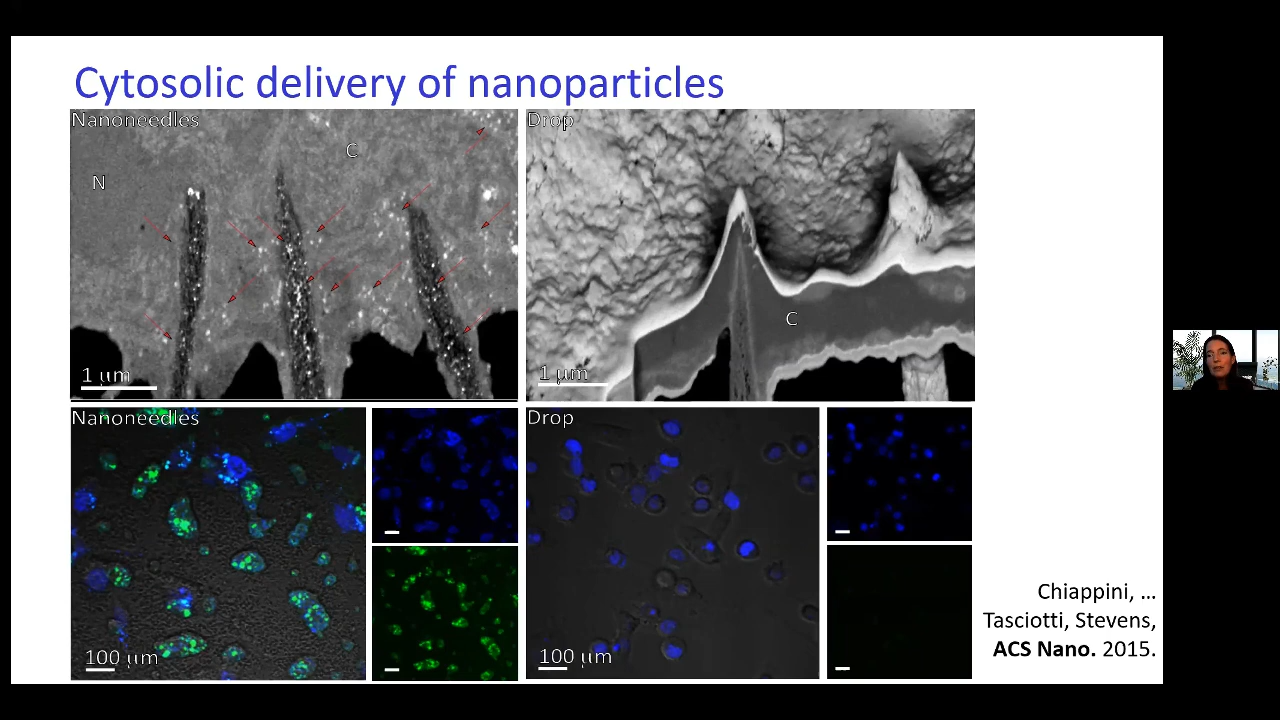 Cytosolic delivery of nanoparticles
Nanoneedles
C
N
1 μm
Drop
C
1 μm
Nanoneedles
100 μm
Drop
100 μm
Chiappini, ...
Tasciotti, Stevens,
ACS Nano. 2015.